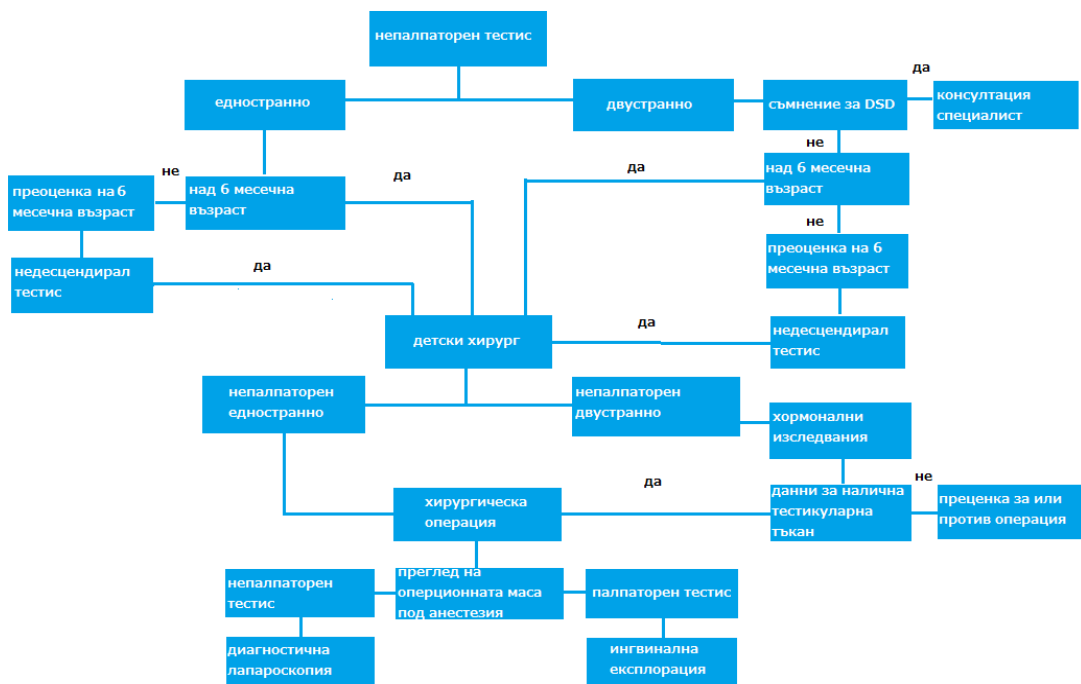 непалпаторен тестис
да
едностранно
двустранно
съмнение за DSD
консултация
специалист
не
не
да
да
над 6 месечна
възраст
преоценка на 6
месечна възраст
над 6 месечна
възраст
не
недесцендирал
тестис
да
преоценка на 6
месечна възраст
детски хирург
да
недесцендирал
тестис
непалпаторен
едностранно
непалпаторен
двустранно
хормонални
изследвания
да
не
хирургическа
операция
данни за налична
тестикуларна
тъкан
преценка за или
против операция
непалпаторен
тестис
преглед на
оперционната маса
под анестезия
палпаторен тестис
диагностична
лапароскопия
ингвинална
експлорация